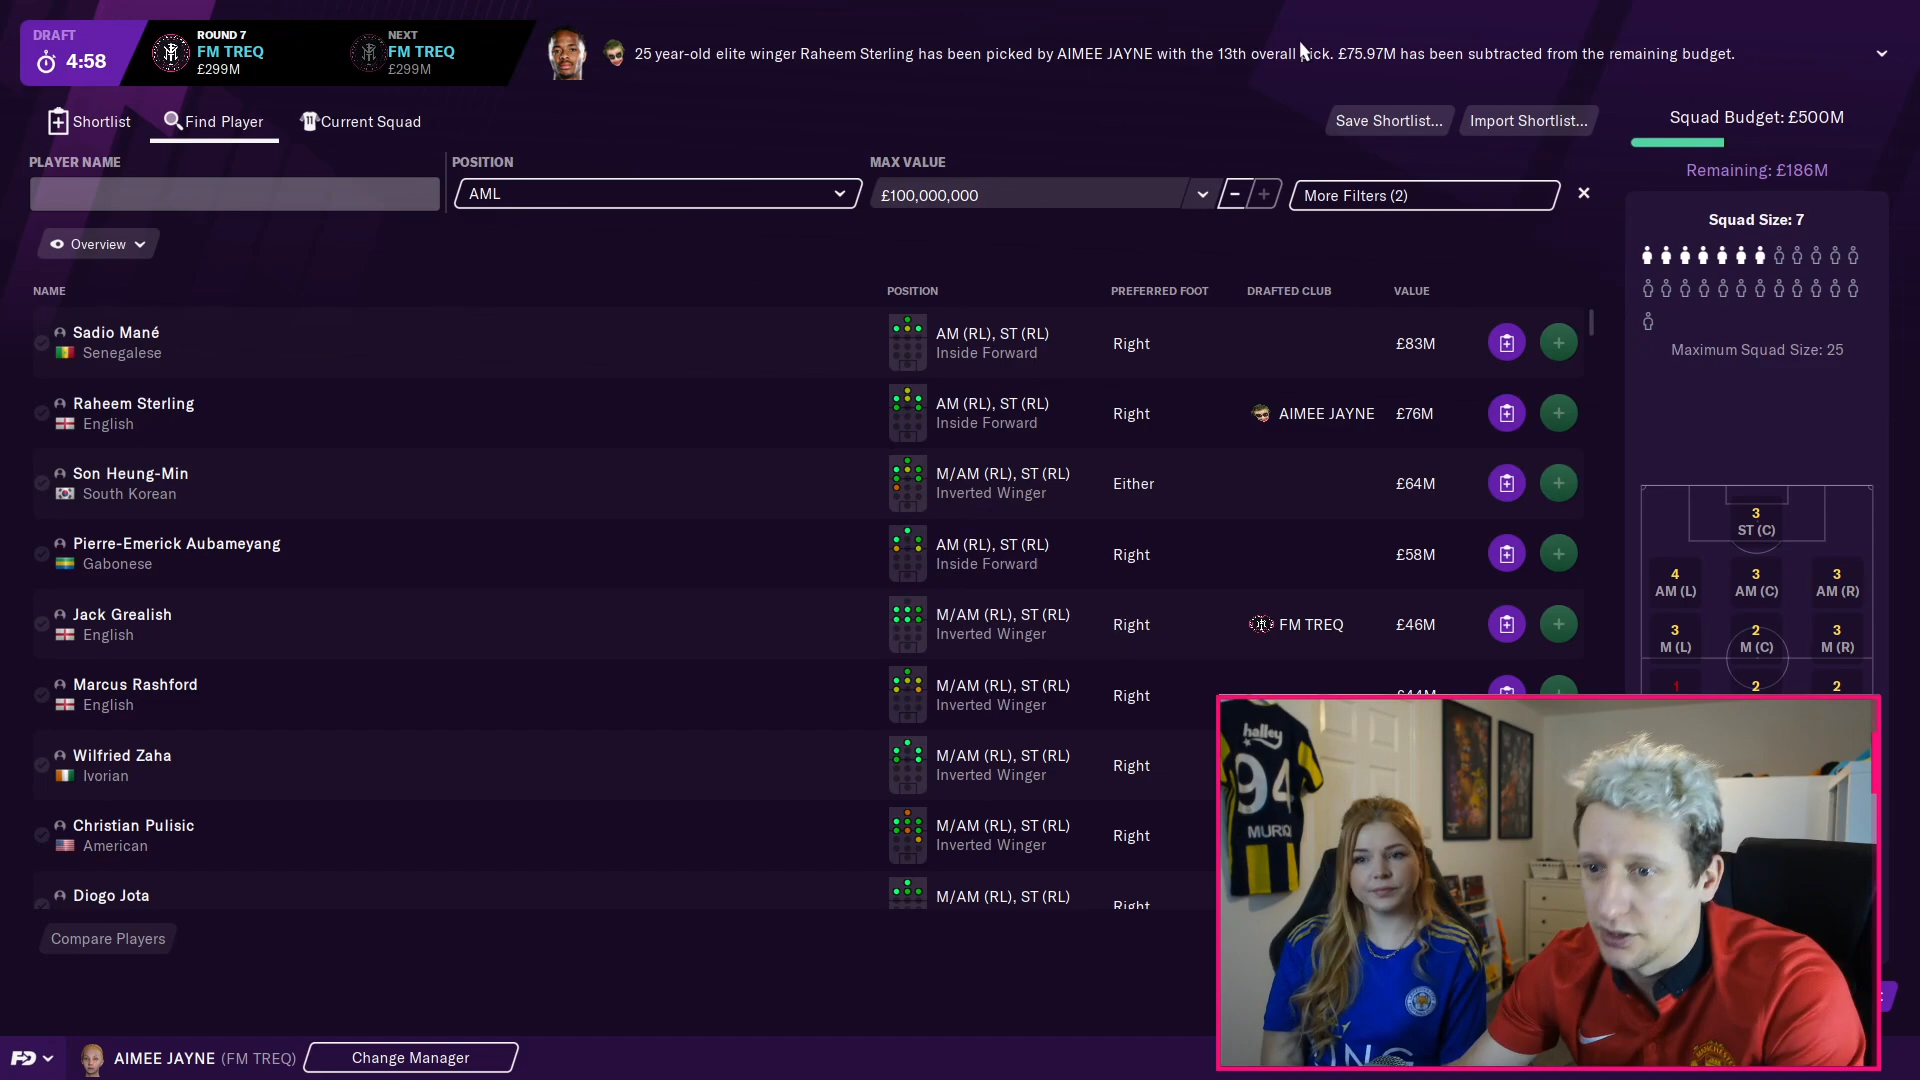 DRAFT
4:58
ROUND 7
FM TREQ
£299M
NEXT
FM TREQ
£299M
25 year-old elite winger Raheem Sterling has been picked by AIMEE JAYNE with the 13th overall pick. £75.97M has been subtracted from the remaining budget.
Shortlist
Find Player
Current Squad
Save Shortlist...
Import Shortlist...
Squad Budget: £500M
Remaining: £186M
PLAYER NAME
POSITION
MAX VALUE
AML
£100,000,000
More Filters (2)
Squad Size: 7
Maximum Squad Size: 25
Overview
NAME POSITION PREFERRED FOOT DRAFTED CLUB VALUE
Sadio Mané AM (RL), ST (RL) Right £83M
Senegalese Inside Forward
Raheem Sterling AM (RL), ST (RL) Right AIMEE JAYNE £76M
English Inside Forward
Son Heung-Min M/AM (RL), ST (RL) Either £64M
South Korean Inverted Winger
Pierre-Emerick Aubameyang AM (RL), ST (RL) Right £58M
Gabonese Inside Forward
Jack Grealish M/AM (RL), ST (RL) Right FM TREQ £46M
English Inverted Winger
Marcus Rashford M/AM (RL), ST (RL) Right £44M
English Inverted Winger
Wilfried Zaha M/AM (RL), ST (RL) Right
Ivorian Inverted Winger
Christian Pulisic M/AM (RL), ST (RL) Right
American Inverted Winger
Diogo Jota M/AM (RL), ST (RL) Right
3
ST (C)
4 3 3
AM (L) AM (C) AM (R)
3 2 3
M (L) M (C) M (R)
1 2 2
Compare Players
halley
94
MURIQ
AIMEE JAYNE (FM TREQ)
Change Manager